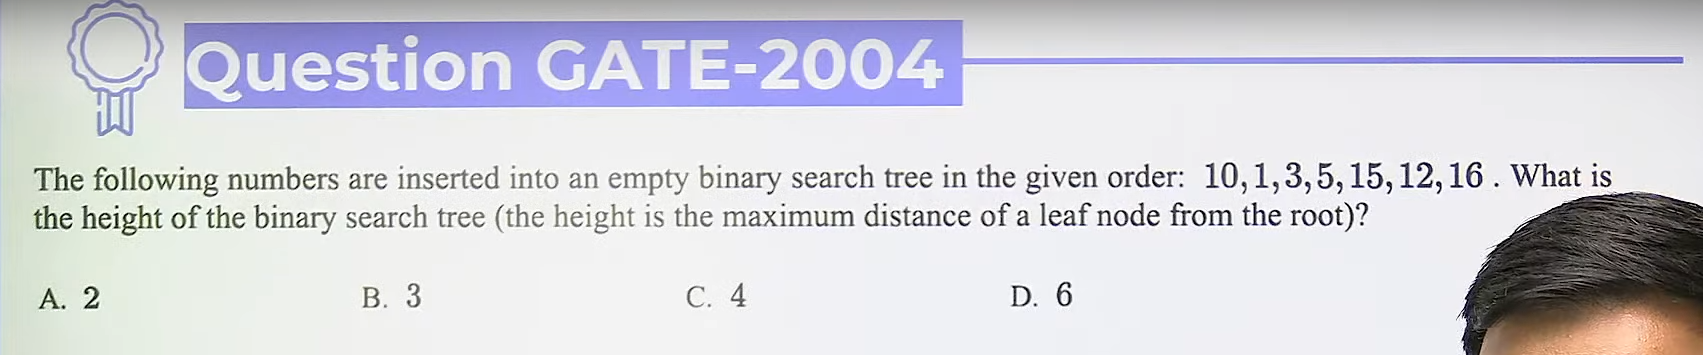 Question GATE-2004
The following numbers are inserted into an empty binary search tree in the given order: 10, 1, 3, 5, 15, 12, 16 . What is
the height of the binary search tree (the height is the maximum distance of a leaf node from the root)?
A. 2 B. 3 C. 4 D. 6